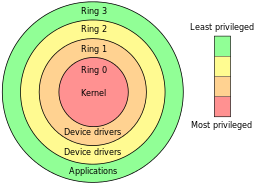 Ring 3
Ring 2
Ring 1
Ring 0
Kernel
Device drivers
Device drivers
Applications
Least privileged
Most privileged